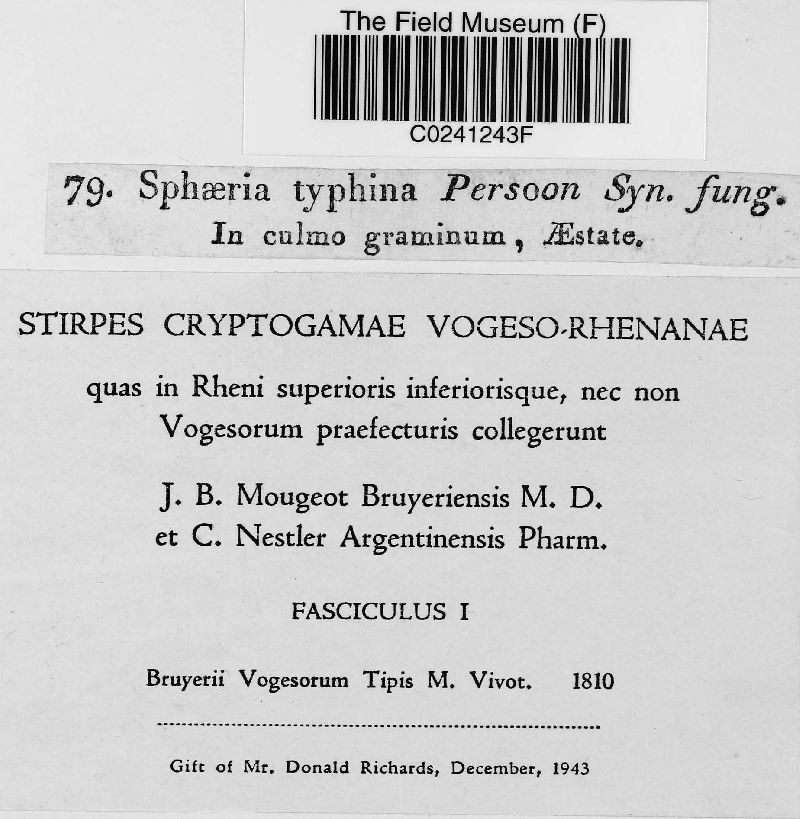 The Field Museum (F)
C0241243F
79. Sphæria typhina Persoon Syn. fung.
In culmo graminum, Æstate.
STIRPES CRYPTOGAMAE VOGESO-RHENANAE
quas in Rheni superioris inferiorisque, nec non
Vogesorum praefecturis collegerunt
J. B. Mougeot Bruyeriensis M. D.
et C. Nestler Argentinensis Pharm.
FASCICULUS I
Bruyerii Vogesorum Tipis M. Vivot. 1810
Gift of Mr. Donald Richards, December, 1943